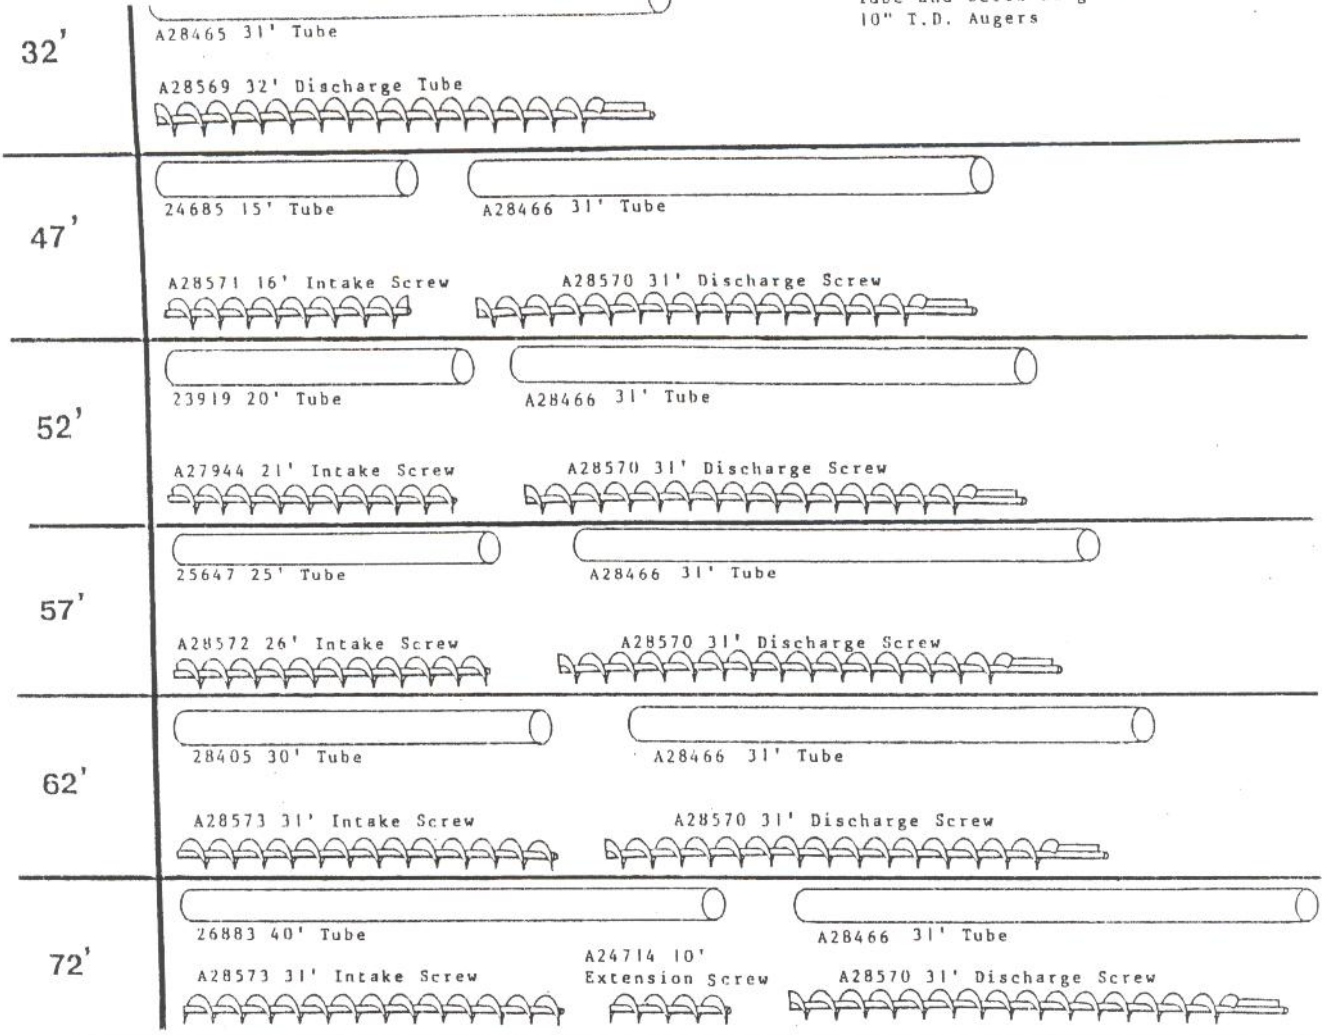 10" T.D. Augers
32'
A28465 31' Tube
A28569 32' Discharge Tube
47'
24685 15' Tube
A28466 31' Tube
A28571 16' Intake Screw
A28570 31' Discharge Screw
52'
23919 20' Tube
A28466 31' Tube
A27944 21' Intake Screw
A28570 31' Discharge Screw
57'
25647 25' Tube
A28466 31' Tube
A28572 26' Intake Screw
A28570 31' Discharge Screw
62'
28405 30' Tube
A28466 31' Tube
A28573 31' Intake Screw
A28570 31' Discharge Screw
72'
26883 40' Tube
A28466 31' Tube
A28573 31' Intake Screw
A24714 10'
Extension Screw
A28570 31' Discharge Screw